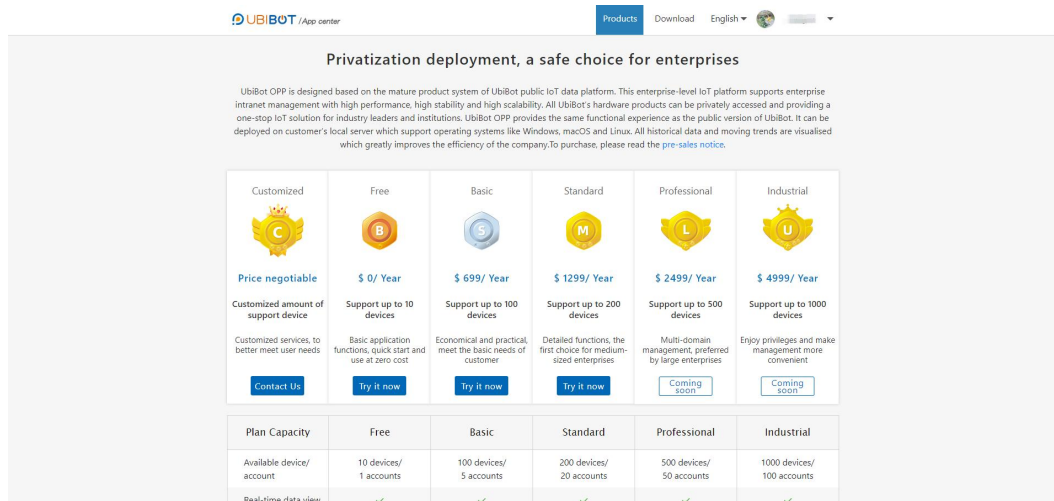 UBIBOT /App center
Products Download English
Privatization deployment, a safe choice for enterprises
UbiBot OPP is designed based on the mature product system of UbiBot public IoT data platform. This enterprise-level IoT platform supports enterprise
intranet management with high performance, high stability and high scalability. All UbiBot's hardware products can be privately accessed and providing a
one-stop IoT solution for industry leaders and institutions. UbiBot OPP provides the same functional experience as the public version of UbiBot. It can be
deployed on customer's local server which support operating systems like Windows, macOS and Linux. All historical data and moving trends are visualised
which greatly improves the efficiency of the company.To purchase, please read the pre-sales notice.
Customized
C
Price negotiable
Customized amount of
support device
Customized services, to
better meet user needs
Contact Us
Free
B
$ 0/ Year
Support up to 10
devices
Basic application
functions, quick start and
use at zero cost
Try it now
Basic
S
$ 699/ Year
Support up to 100
devices
Economical and practical,
meet the basic needs of
customer
Try it now
Standard
M
$ 1299/ Year
Support up to 200
devices
Detailed functions, the
first choice for medium-
sized enterprises
Try it now
Professional
L
$ 2499/ Year
Support up to 500
devices
Multi-domain
management, preferred
by large enterprises
Coming
soon
Industrial
U
$ 4999/ Year
Support up to 1000
devices
Enjoy privileges and make
management more
convenient
Coming
soon
Plan Capacity Free Basic Standard Professional Industrial
Available device/ 10 devices/ 100 devices/ 200 devices/ 500 devices/ 1000 devices/
account 1 accounts 5 accounts 20 accounts 50 accounts 100 accounts
Real-time data view